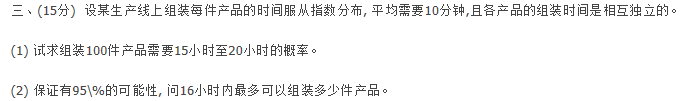 三、(15分)  设某生产线上组装每件产品的时间服从指数分布, 平均需要10分钟,且各产品的组装时间是相互独立的。
(1) 试求组装100件产品需要15小时至20小时的概率。
(2) 保证有95\%的可能性, 问16小时内最多可以组装多少件产品。